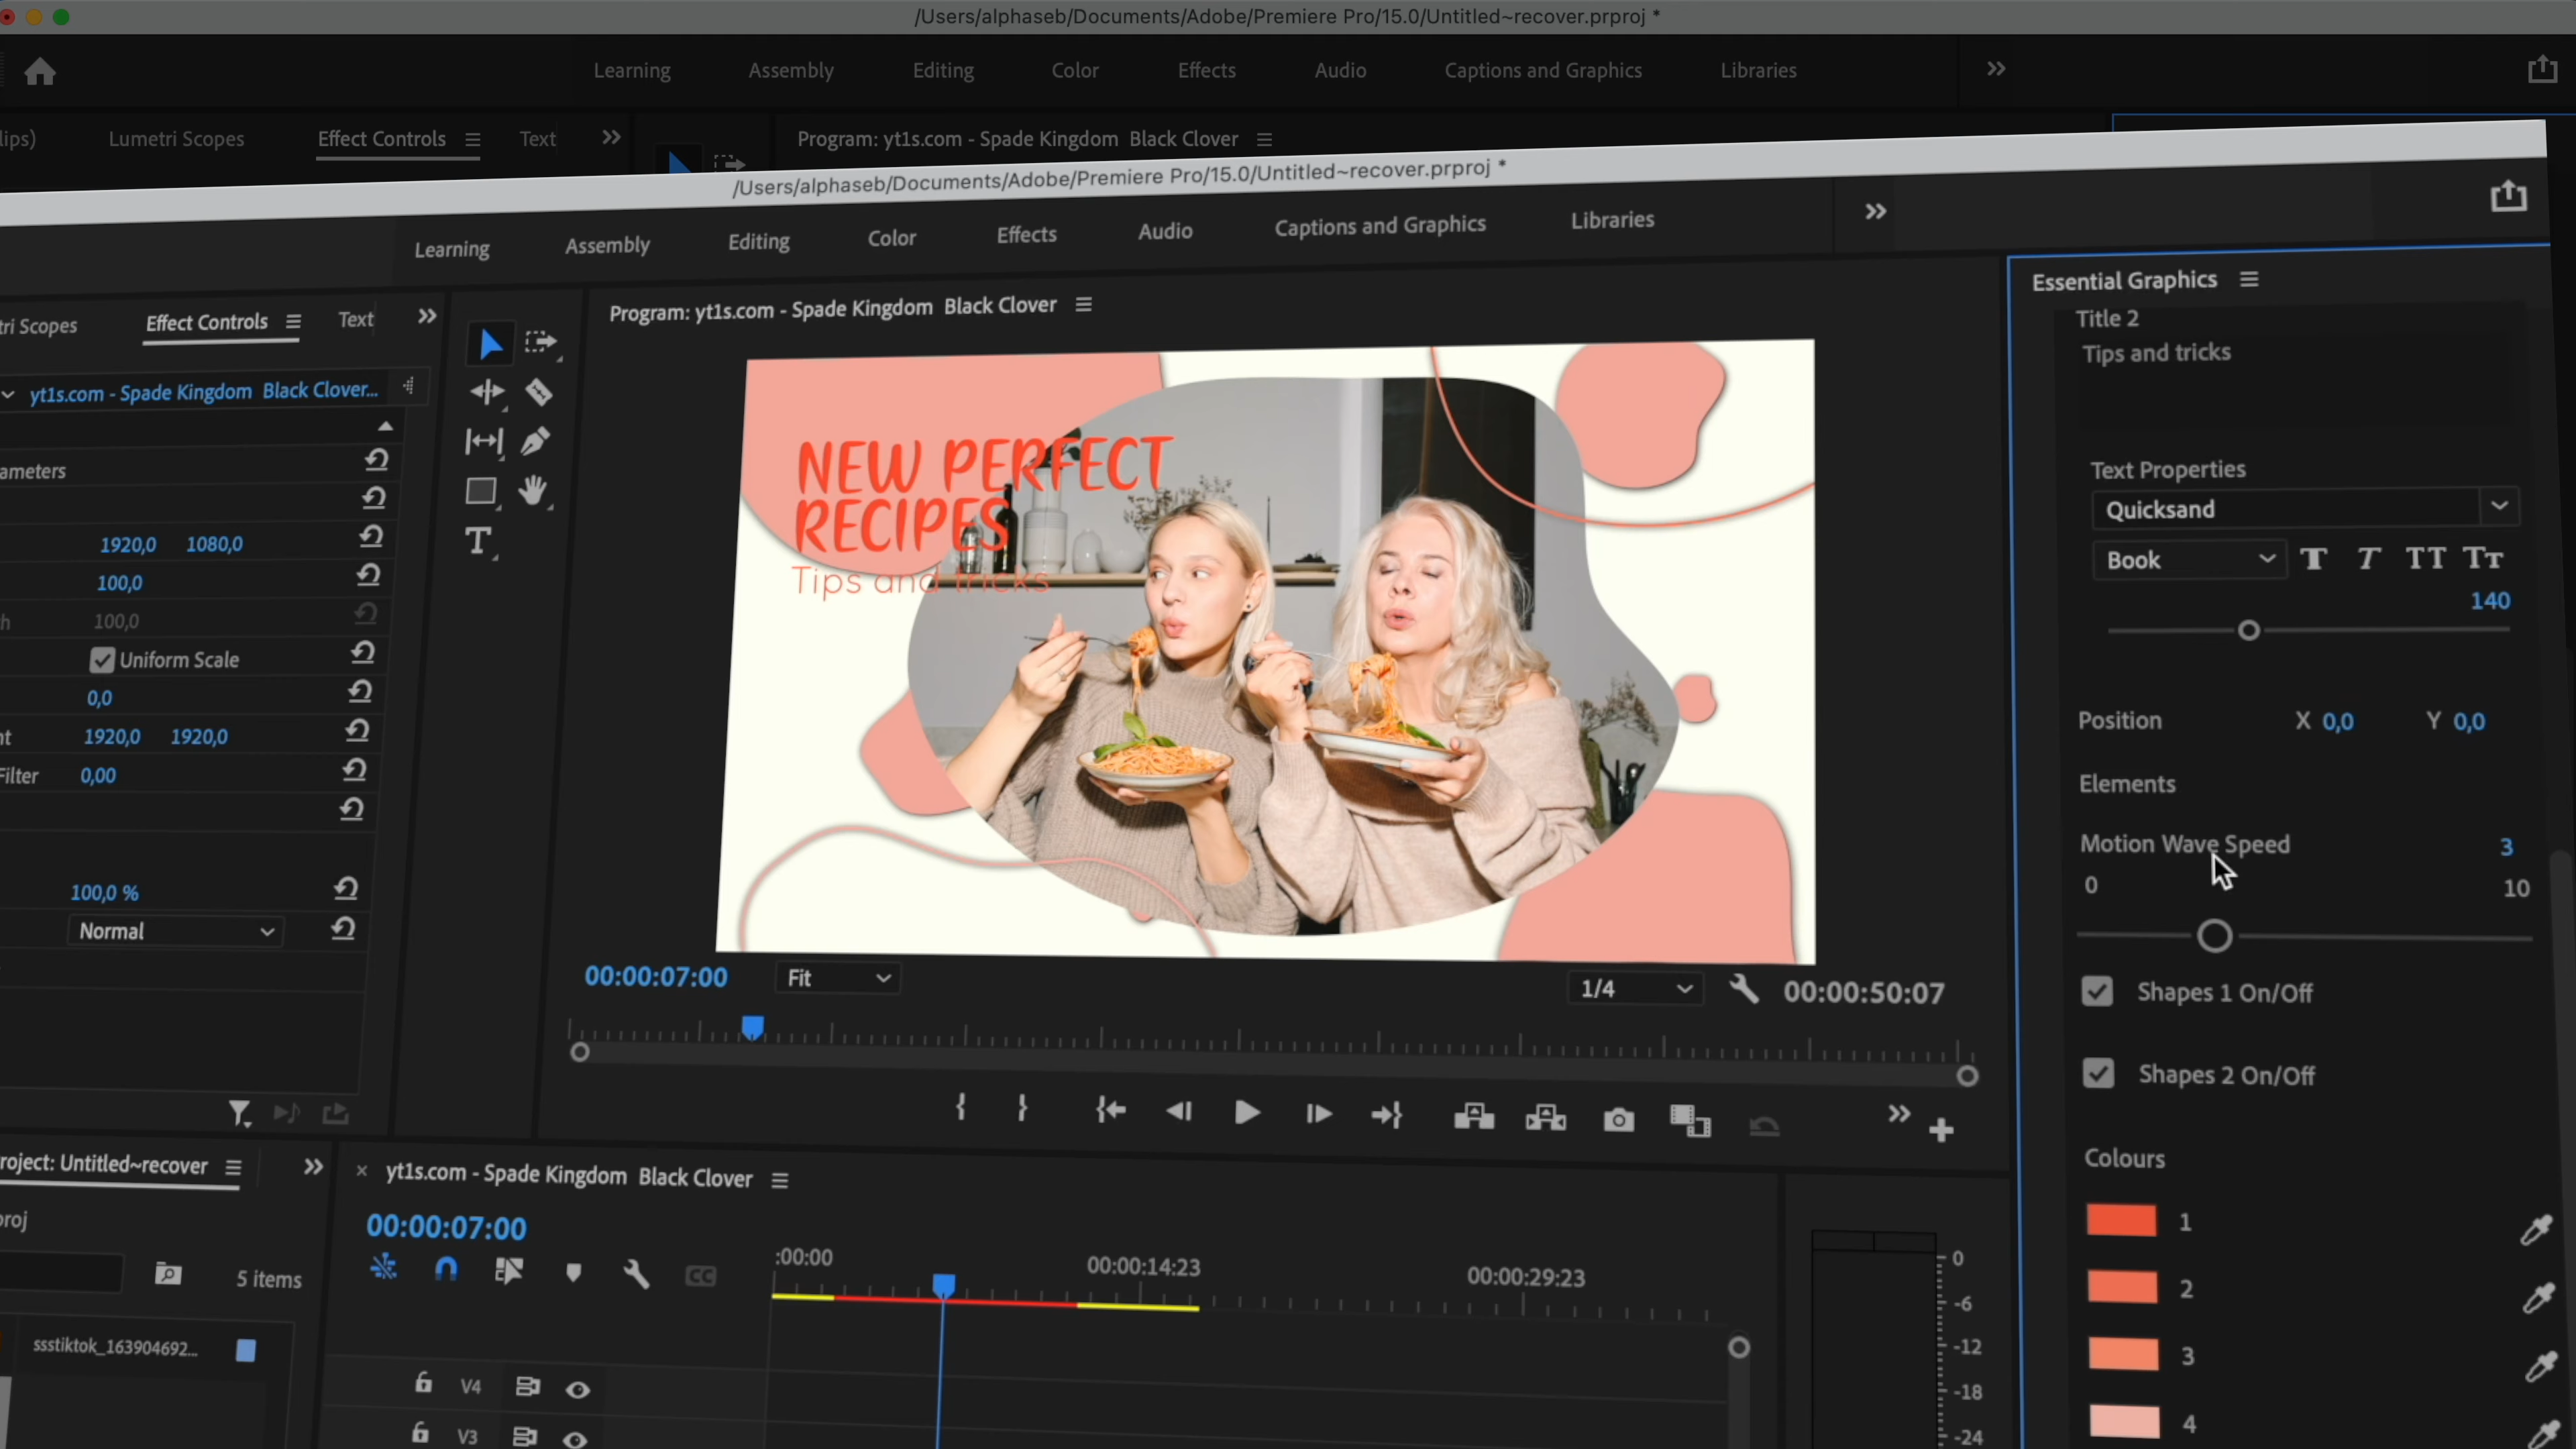 /Users/alphaseb/Documents/Adobe/Premiere Pro/15.0/Untitled~recover.prproj *
Learning Assembly Editing Color Effects Audio Captions and Graphics Libraries
Lumetri Scopes Effect Controls Text
Program: yt1s.com - Spade Kingdom Black Clover
/Users/alphaseb/Documents/Adobe/Premiere Pro/15.0/Untitled~recover.prproj *
Learning Assembly Editing Color Effects Audio Captions and Graphics Libraries
Scopes Effect Controls Text
yt1s.com - Spade Kingdom Black Clover...
1920,0 1080,0
100,0
100,0
Uniform Scale
0,0
1920,0 1920,0
Filter 0,00
100,0 %
Normal
Program: yt1s.com - Spade Kingdom Black Clover
NEW PERFECT
RECIPES
Tips and tricks
00:00:07:00 Fit 1/4 00:00:50:07
Essential Graphics
Title 2
Tips and tricks
Text Properties
Quicksand
Book T T TT TT
140
Position X 0,0 Y 0,0
Elements
Motion Wave Speed 3
0 10
Shapes 1 On/Off
Shapes 2 On/Off
Colours
1
2
3
4
roject: Untitled~recover
roj
5 items
ssstiktok_163904692...
yt1s.com - Spade Kingdom Black Clover
00:00:07:00
CC
:00:00 00:00:14:23 00:00:29:23
V4
V3
0
-6
-12
-18
-24